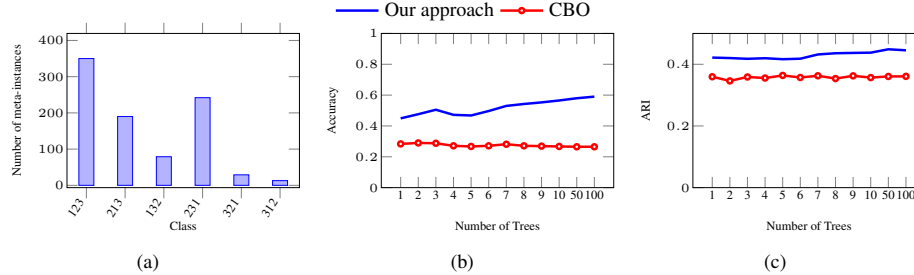 Our approach CBO
400
300
200
100
0
Number of meta-instances
123 213 132 231 321 312
Class
(a)
1
0.8
0.6
0.4
0.2
0
Accuracy
1 2 3 4 5 6 7 8 9 10 50 100
Number of Trees
(b)
0.4
0.2
0
ARI
1 2 3 4 5 6 7 8 9 10 50 100
Number of Trees
(c)